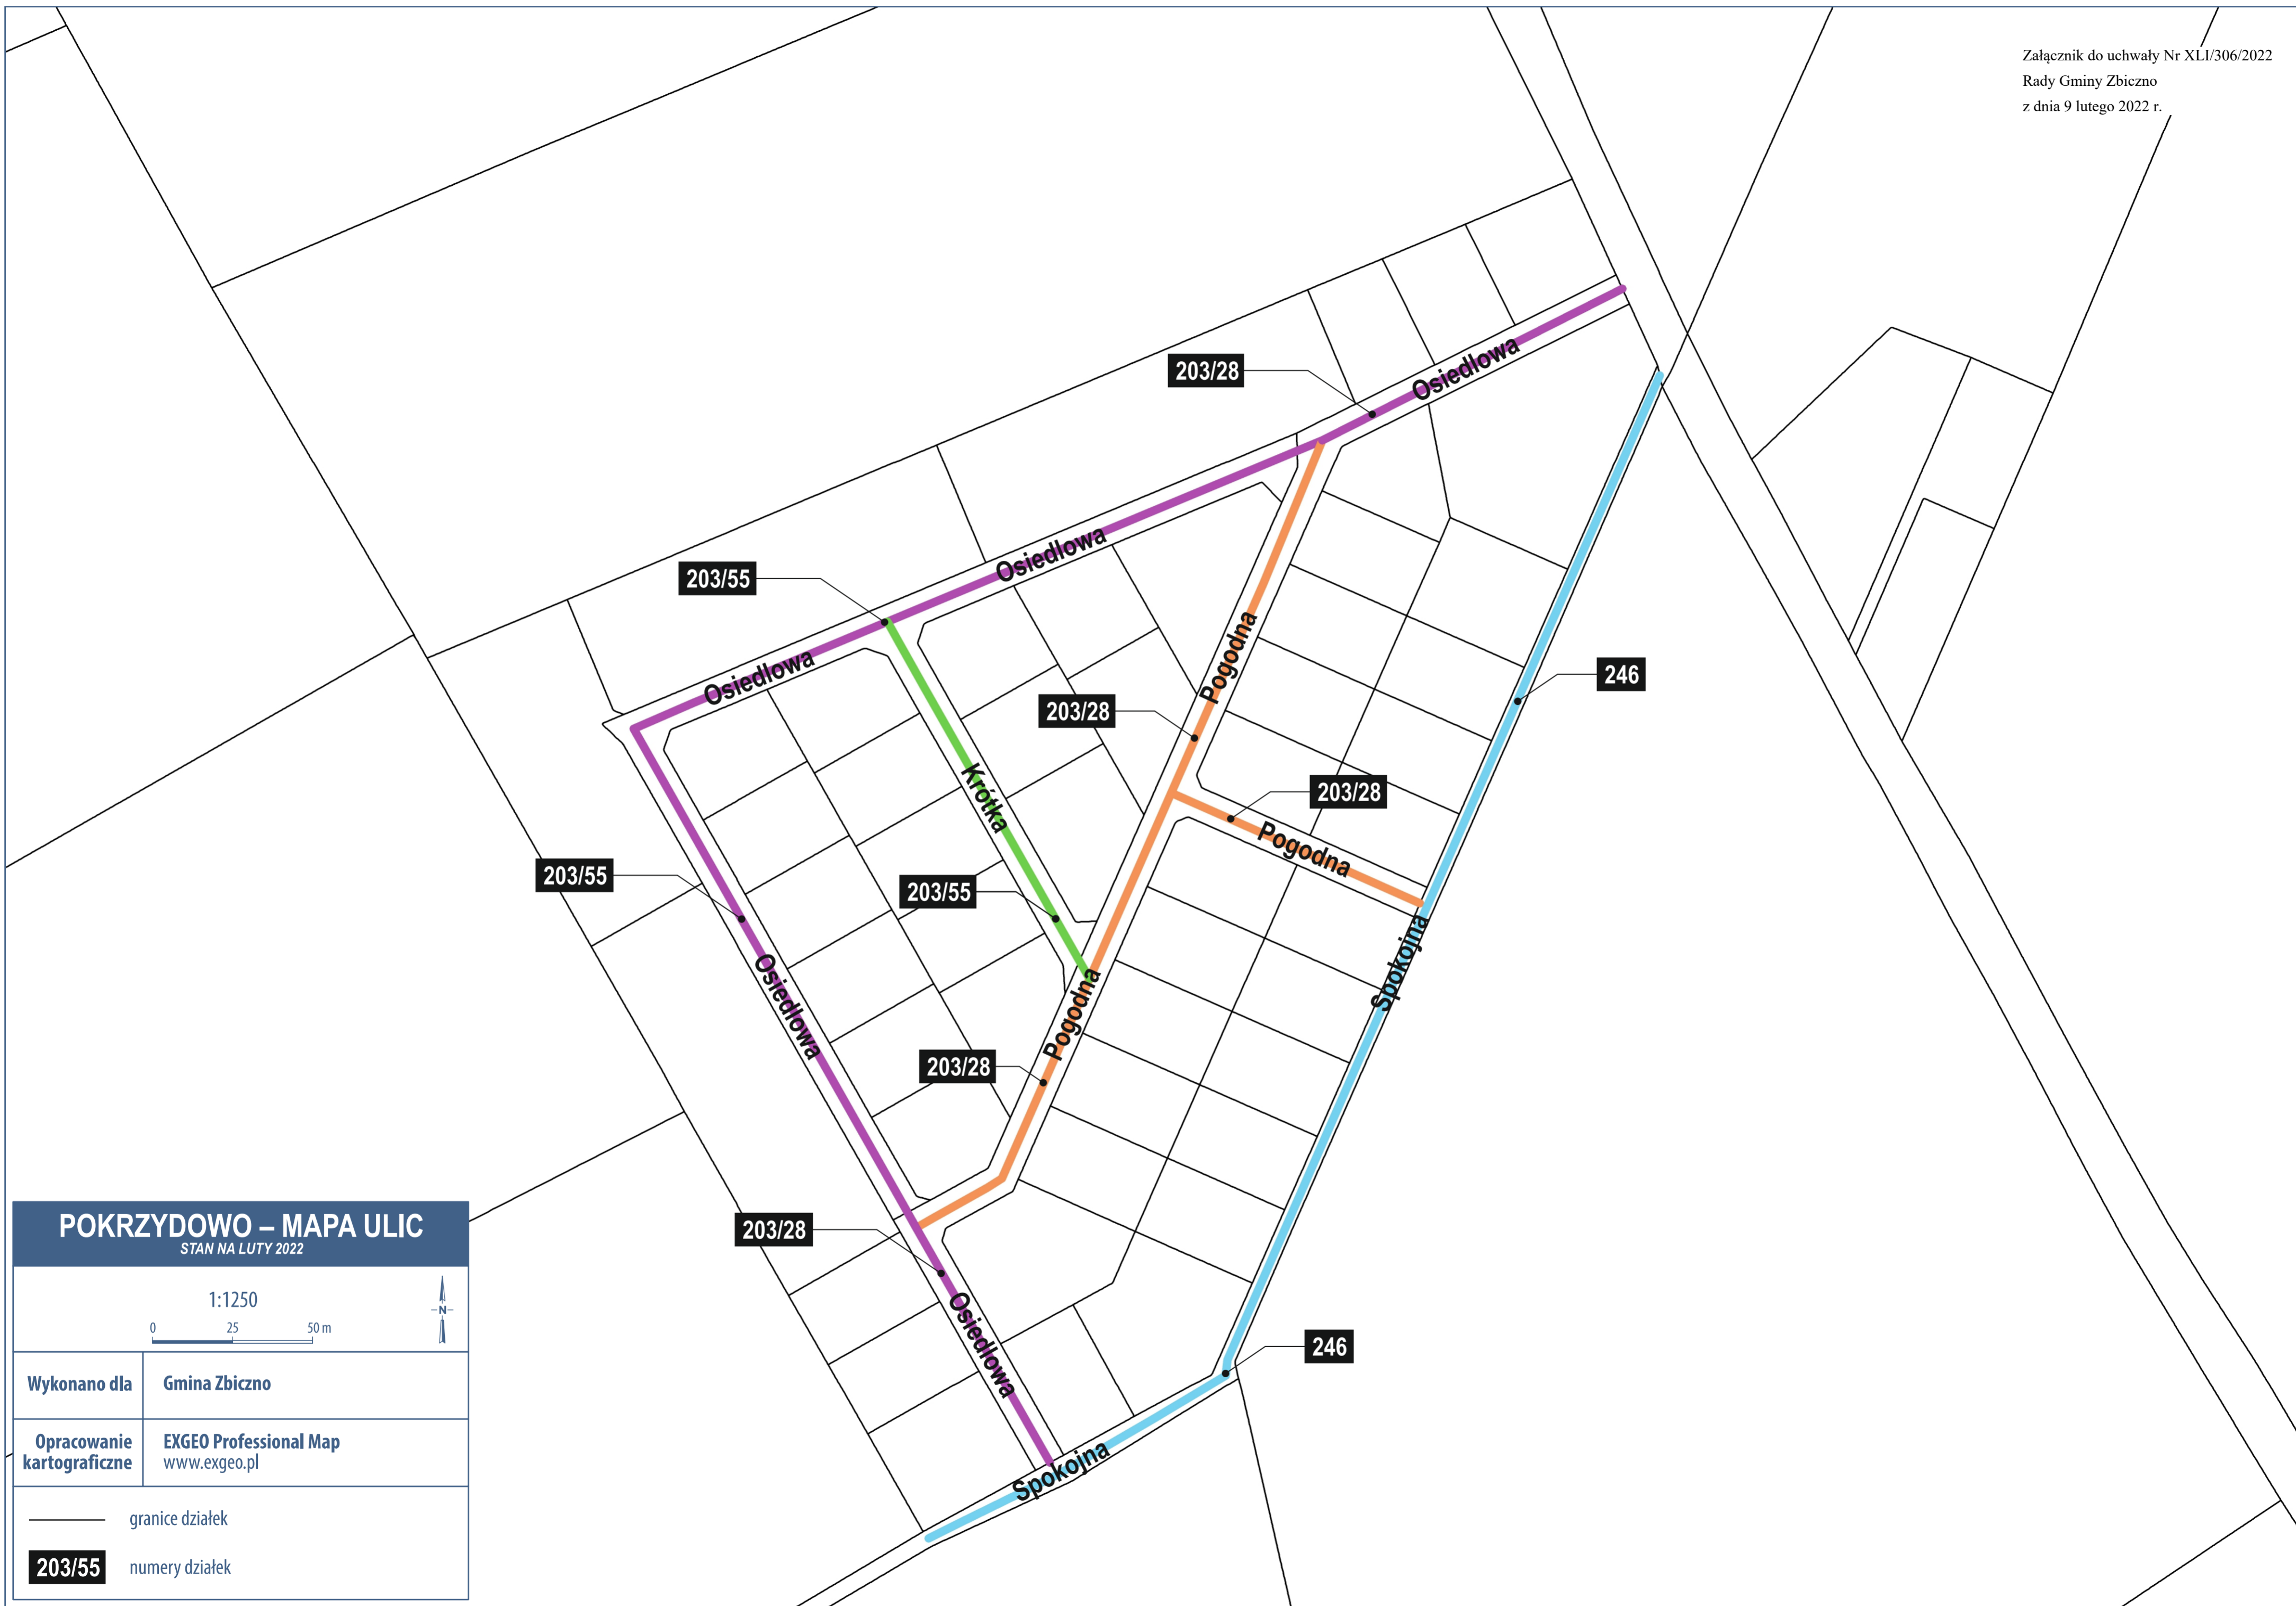 Załącznik do uchwały Nr XLI/306/2022
Rady Gminy Zbiczno
z dnia 9 lutego 2022 r.
203/28
Osiedlowa
Osiedlowa
203/55
Osiedlowa
Pogodna
246
203/28
203/28
Krótka
Pogodna
203/55
203/55
Spokojna
Osiedlowa
Pogodna
203/28
203/28
Osiedlowa
246
Spokojna
POKRZYDOWO – MAPA ULIC
STAN NA LUTY 2022
1:1250
N
0 25 50 m
Wykonano dla Gmina Zbiczno
Opracowanie kartograficzne
EXGEO Professional Map
www.exgeo.pl
granice działek
203/55 numery działek